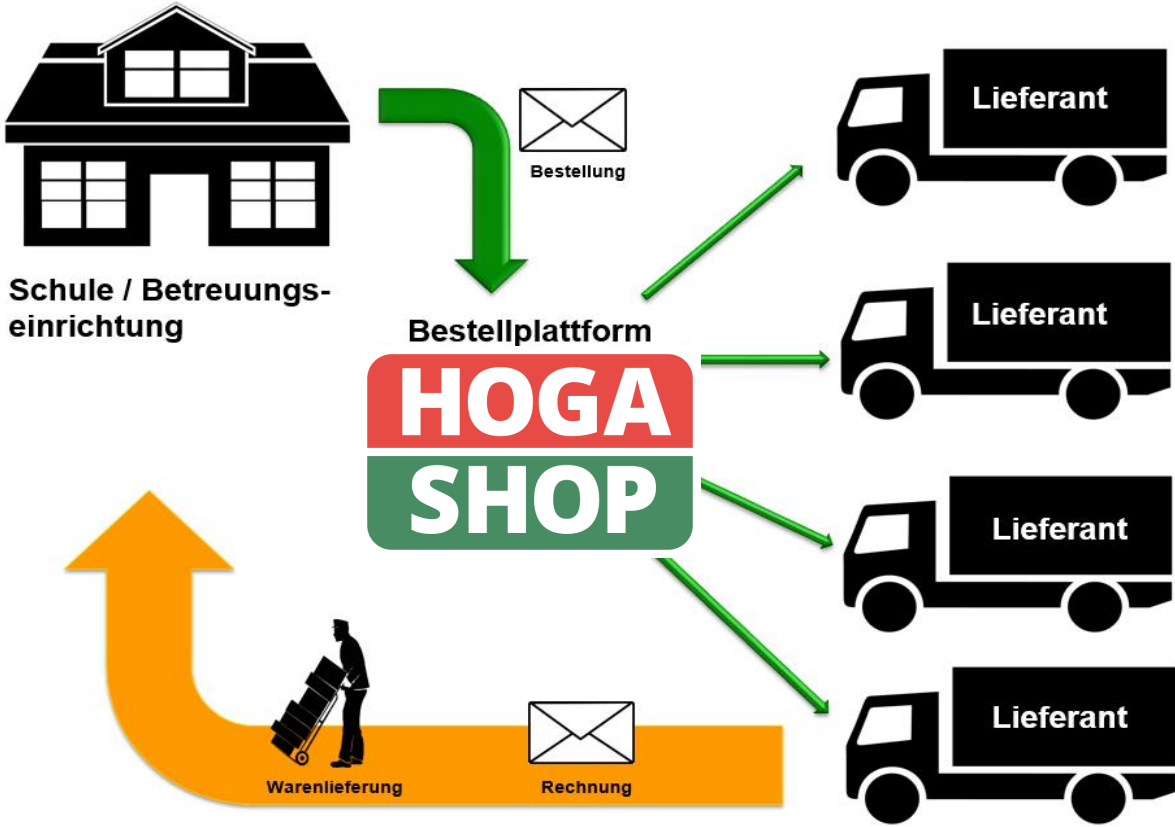 Lieferant
Bestellung
Schule / Betreuungs-
einrichtung
Lieferant
Bestellplattform
HOGA
SHOP
Lieferant
Lieferant
Warenlieferung
Rechnung